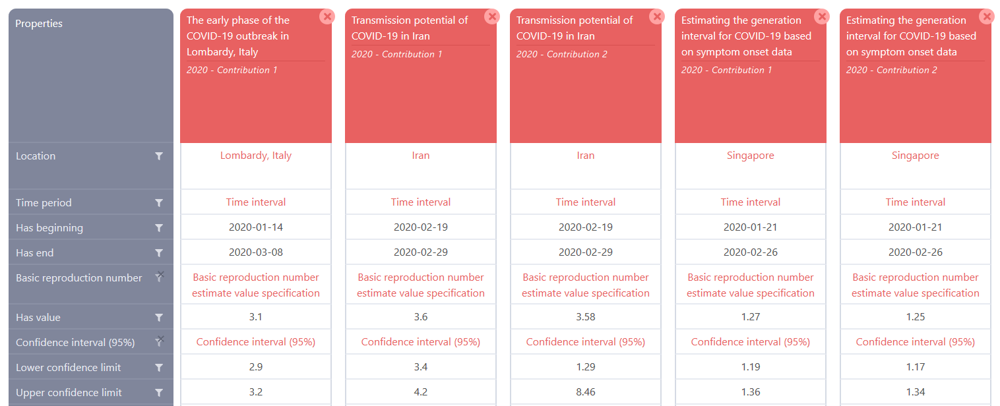 Properties
The early phase of the
COVID-19 outbreak in
Lombardy, Italy
2020 - Contribution 1
Transmission potential of
COVID-19 in Iran
2020 - Contribution 1
Transmission potential of
COVID-19 in Iran
2020 - Contribution 2
Estimating the generation
interval for COVID-19 based
on symptom onset data
2020 - Contribution 1
Estimating the generation
interval for COVID-19 based
on symptom onset data
2020 - Contribution 2
Location Lombardy, Italy Iran Iran Singapore Singapore
Time period Time interval Time interval Time interval Time interval Time interval
Has beginning 2020-01-14 2020-02-19 2020-02-19 2020-01-21 2020-01-21
Has end 2020-03-08 2020-02-29 2020-02-29 2020-02-26 2020-02-26
Basic reproduction number Basic reproduction number Basic reproduction number Basic reproduction number Basic reproduction number Basic reproduction number
estimate value specification estimate value specification estimate value specification estimate value specification estimate value specification
Has value 3.1 3.6 3.58 1.27 1.25
Confidence interval (95%) Confidence interval (95%) Confidence interval (95%) Confidence interval (95%) Confidence interval (95%) Confidence interval (95%)
Lower confidence limit 2.9 3.4 1.29 1.19 1.17
Upper confidence limit 3.2 4.2 8.46 1.36 1.34